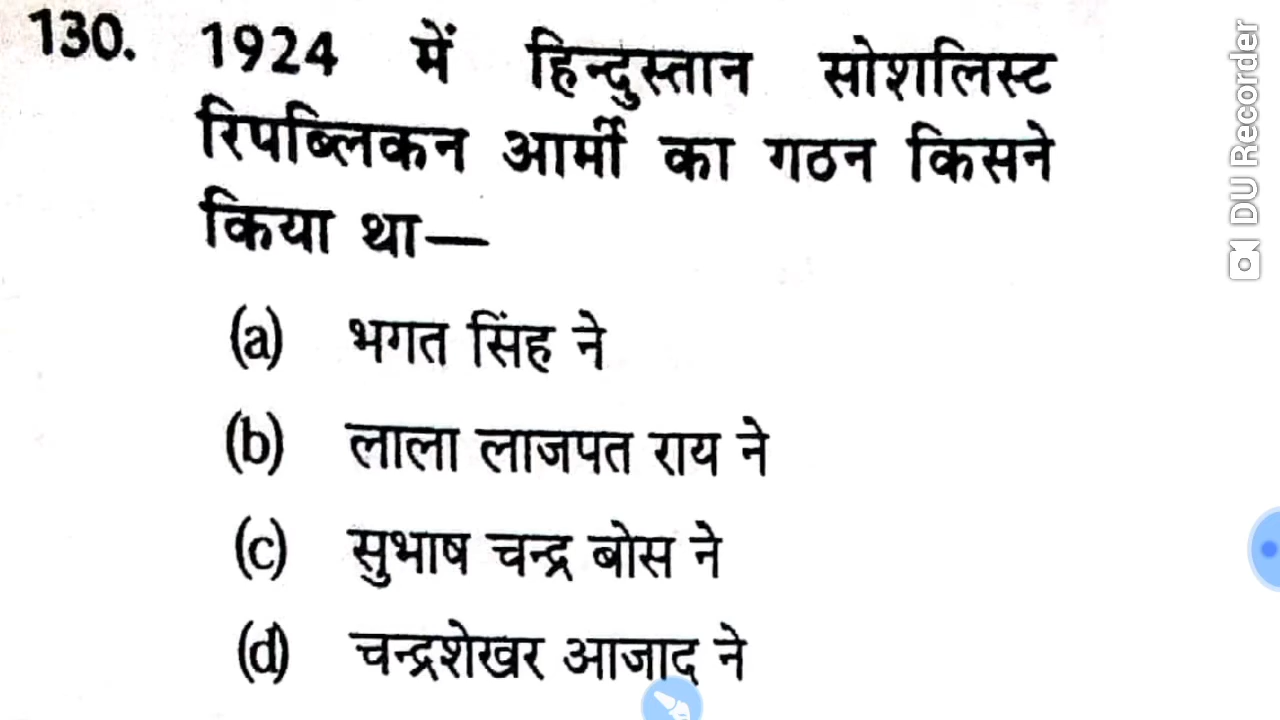 130. 1924 में हिन्दुस्तान सोशलिस्ट
रिपब्लिकन आर्मी का गठन किसने
किया था—
(a) भगत सिंह ने
(b) लाला लाजपत राय ने
(c) सुभाष चन्द्र बोस ने
(d) चन्द्रशेखर आजाद ने
DU Recorder